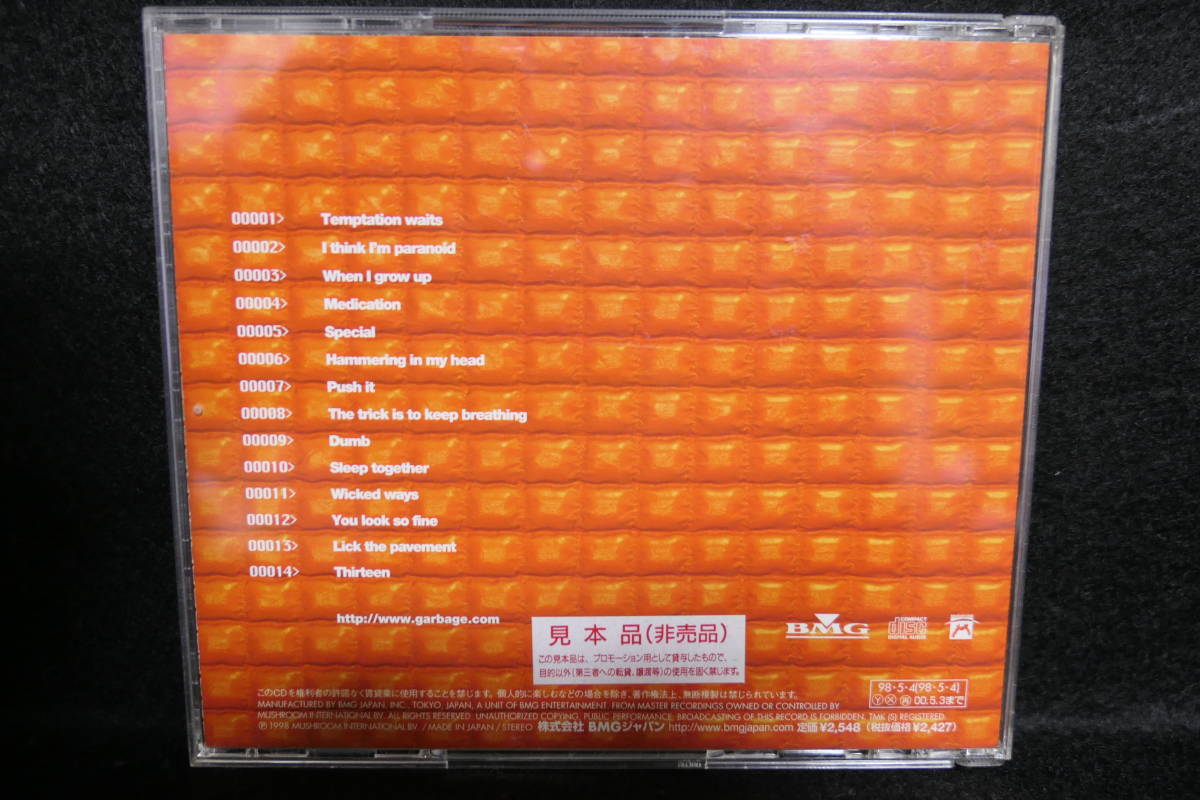 00001> Temptation waits
00002> I think I'm paranoid
00003> When I grow up
00004> Medication
00005> Special
00006> Hammering in my head
00007> Push it
00008> The trick is to keep breathing
00009> Dumb
00010> Sleep together
00011> Wicked ways
00012> You look so fine
00013> Lick the pavement
00014> Thirteen
http://www.garbage.com
見本品(非売品)
この見本品は、プロモーション用として貸与したもので、
目的以外(第三者への転貸、譲渡等)の使用を固く禁じます。
BMG
COMPACT
disc
DIGITAL AUDIO
このCDを権利者の許諾なく賃貸業に使用することを禁じます。個人的に楽しむなどの場合を除き、著作権法上、無断複製は禁じられています。
MANUFACTURED BY BMG JAPAN, INC., TOKYO, JAPAN, A UNIT OF BMG ENTERTAINMENT. FROM MASTER RECORDINGS OWNED OR CONTROLLED BY
MUSHROOM INTERNATIONAL BV. ALL RIGHTS RESERVED. UNAUTHORIZED COPYING, PUBLIC PERFORMANCE, BROADCASTING OF THIS RECORD IS FORBIDDEN. TMK (S) REGISTERED.
℗ 1998 MUSHROOM INTERNATIONAL BV. / MADE IN JAPAN / STEREO 株式会社 BMGジャパン http://www.bmgjapan.com 定価¥2,548 (税抜価格¥2,427)
98·5·4(98·5·4)
Ⓨ Ⓧ 再 00.5.3まで